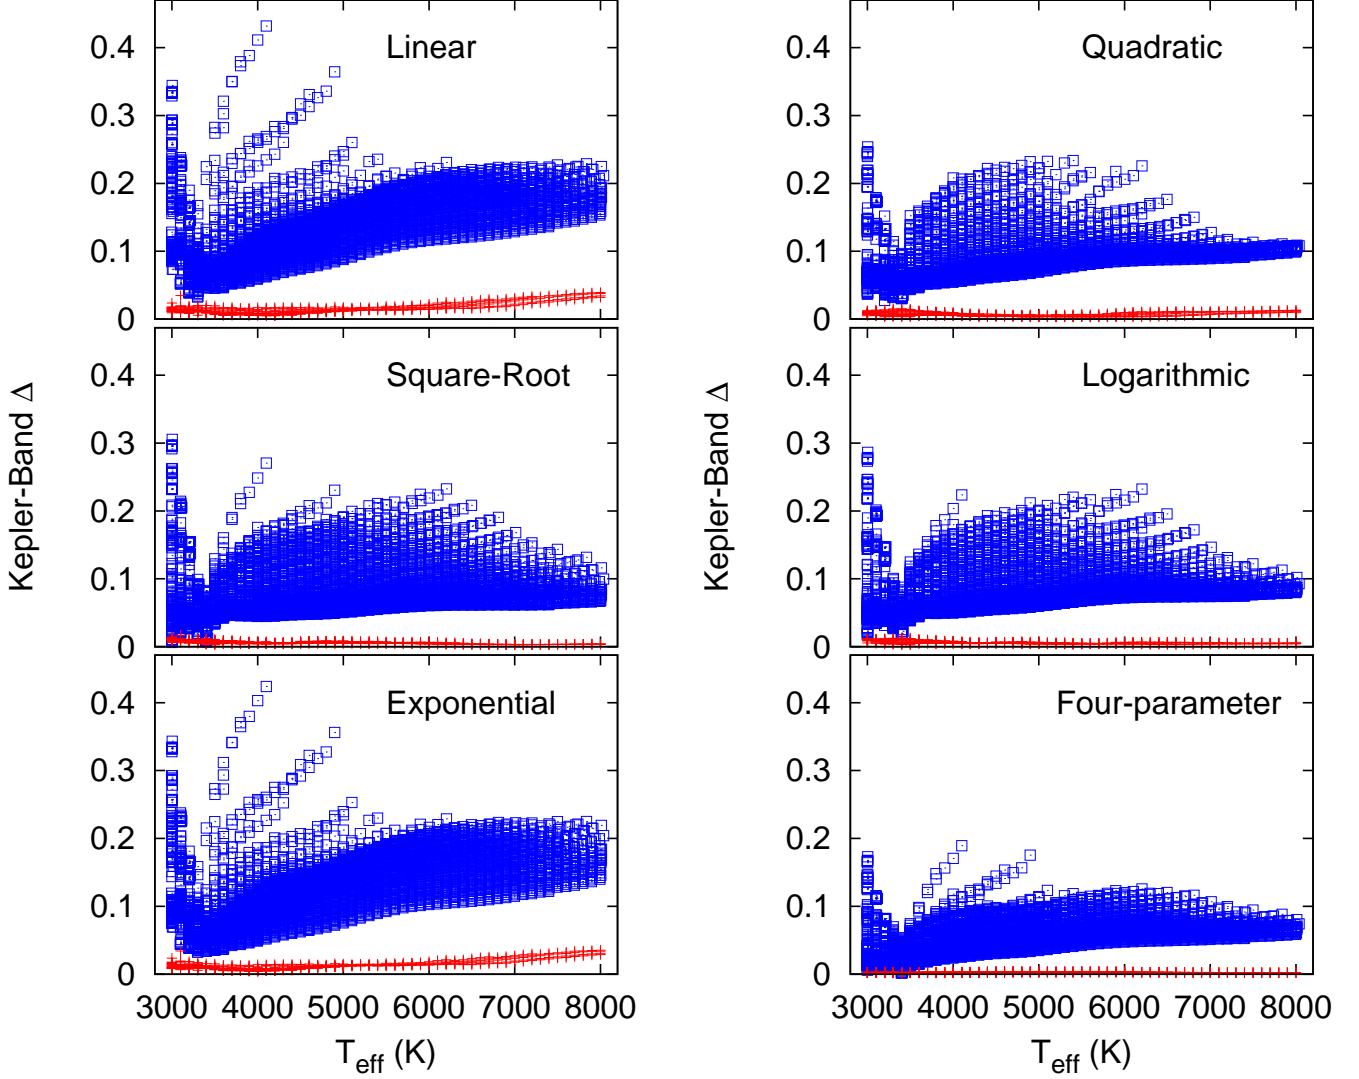 Linear
Quadratic
0.4
0.3
0.2
0.1
0
0.4
0.3
0.2
0.1
0
Square-Root
Logarithmic
Kepler-Band Δ
0.4
0.3
0.2
0.1
0
Kepler-Band Δ
0.4
0.3
0.2
0.1
0
Exponential
Four-parameter
0.4
0.3
0.2
0.1
0
0.4
0.3
0.2
0.1
0
3000 4000 5000 6000 7000 8000
3000 4000 5000 6000 7000 8000
T_eff (K)
T_eff (K)